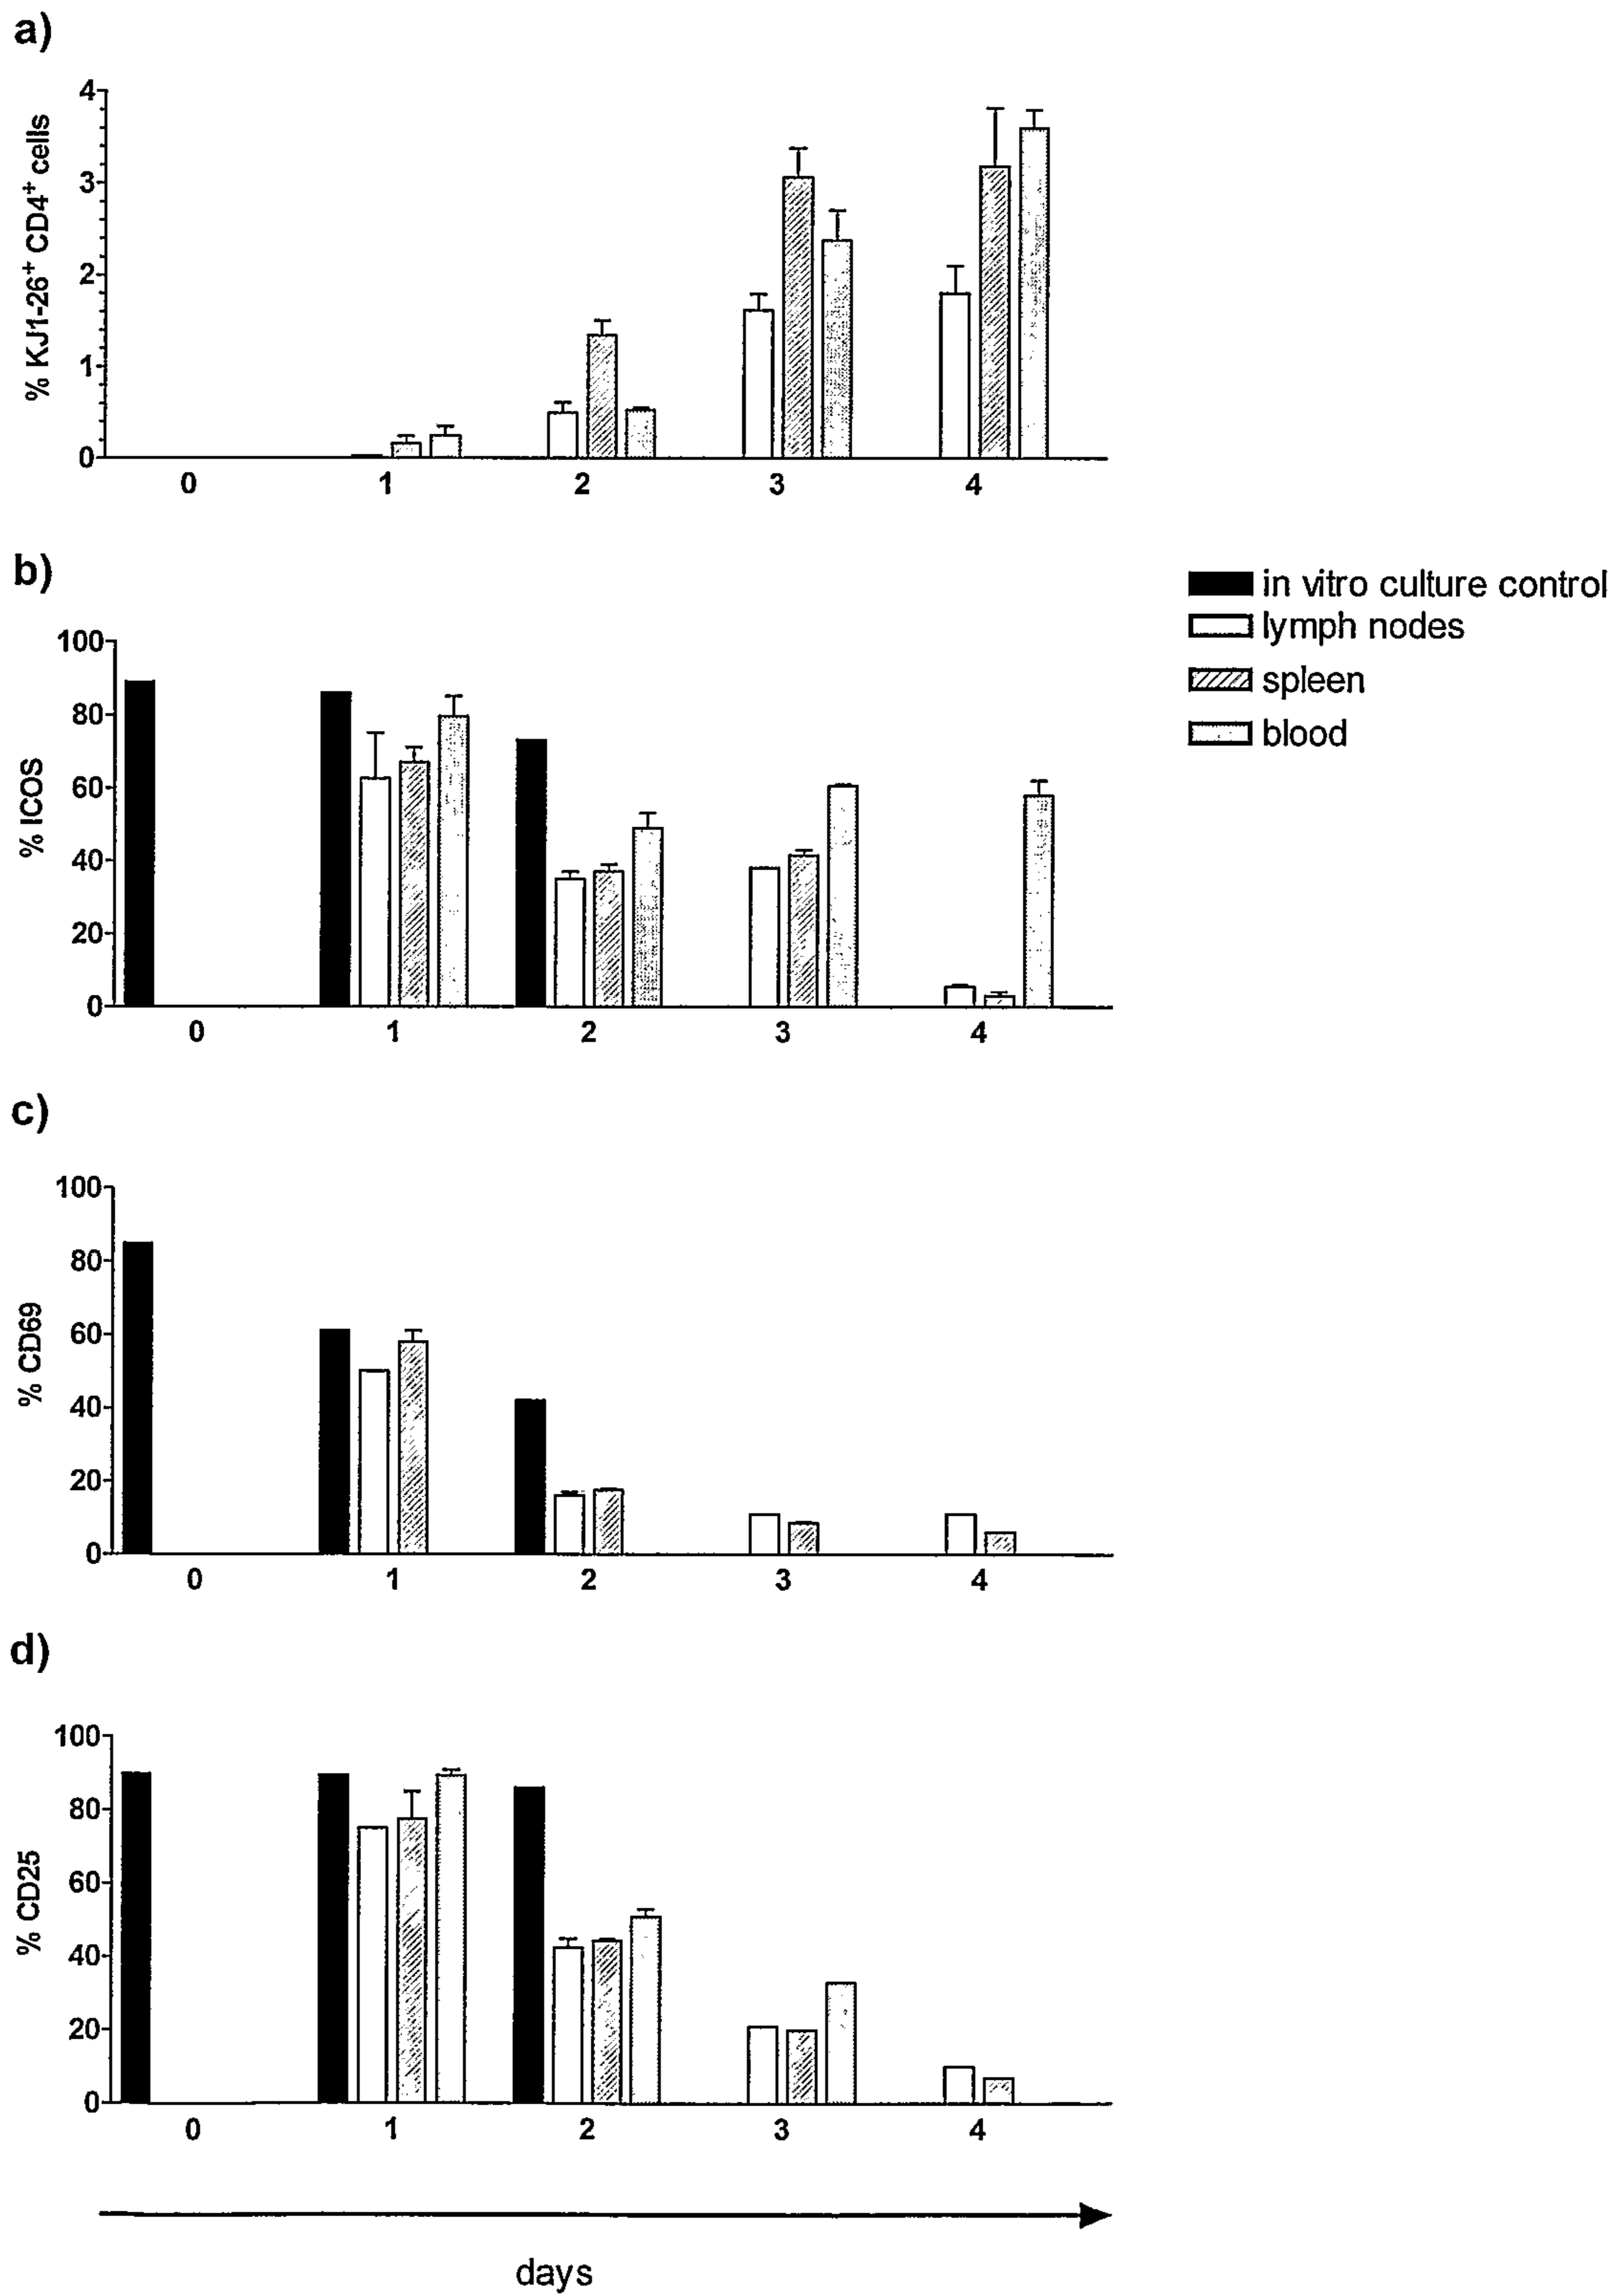 a)
% KJ1-26+ CD4+ cells
4
3
2
1
0
0 1 2 3 4
b)
% ICOS
100
80
60
40
20
0
0 1 2 3 4
in vitro culture control
lymph nodes
spleen
blood
c)
% CD69
100
80
60
40
20
0
0 1 2 3 4
d)
% CD25
100
80
60
40
20
0
0 1 2 3 4
days